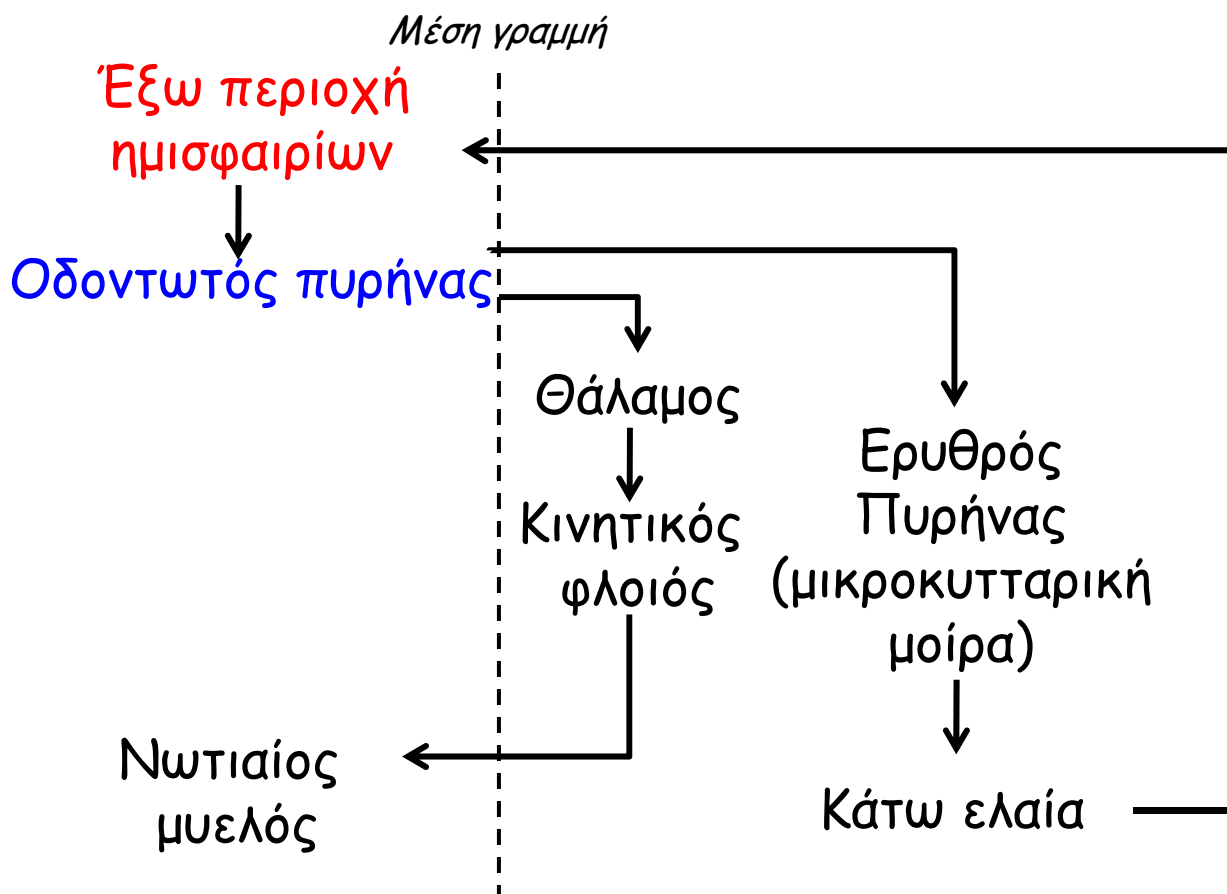 Μέση γραμμή
Έξω περιοχή
ημισφαιρίων
Οδοντωτός πυρήνας
Θάλαμος
Κινητικός
φλοιός
Ερυθρός
Πυρήνας
(μικροκυτταρική
μοίρα)
Νωτιαίος
μυελός
Κάτω ελαία